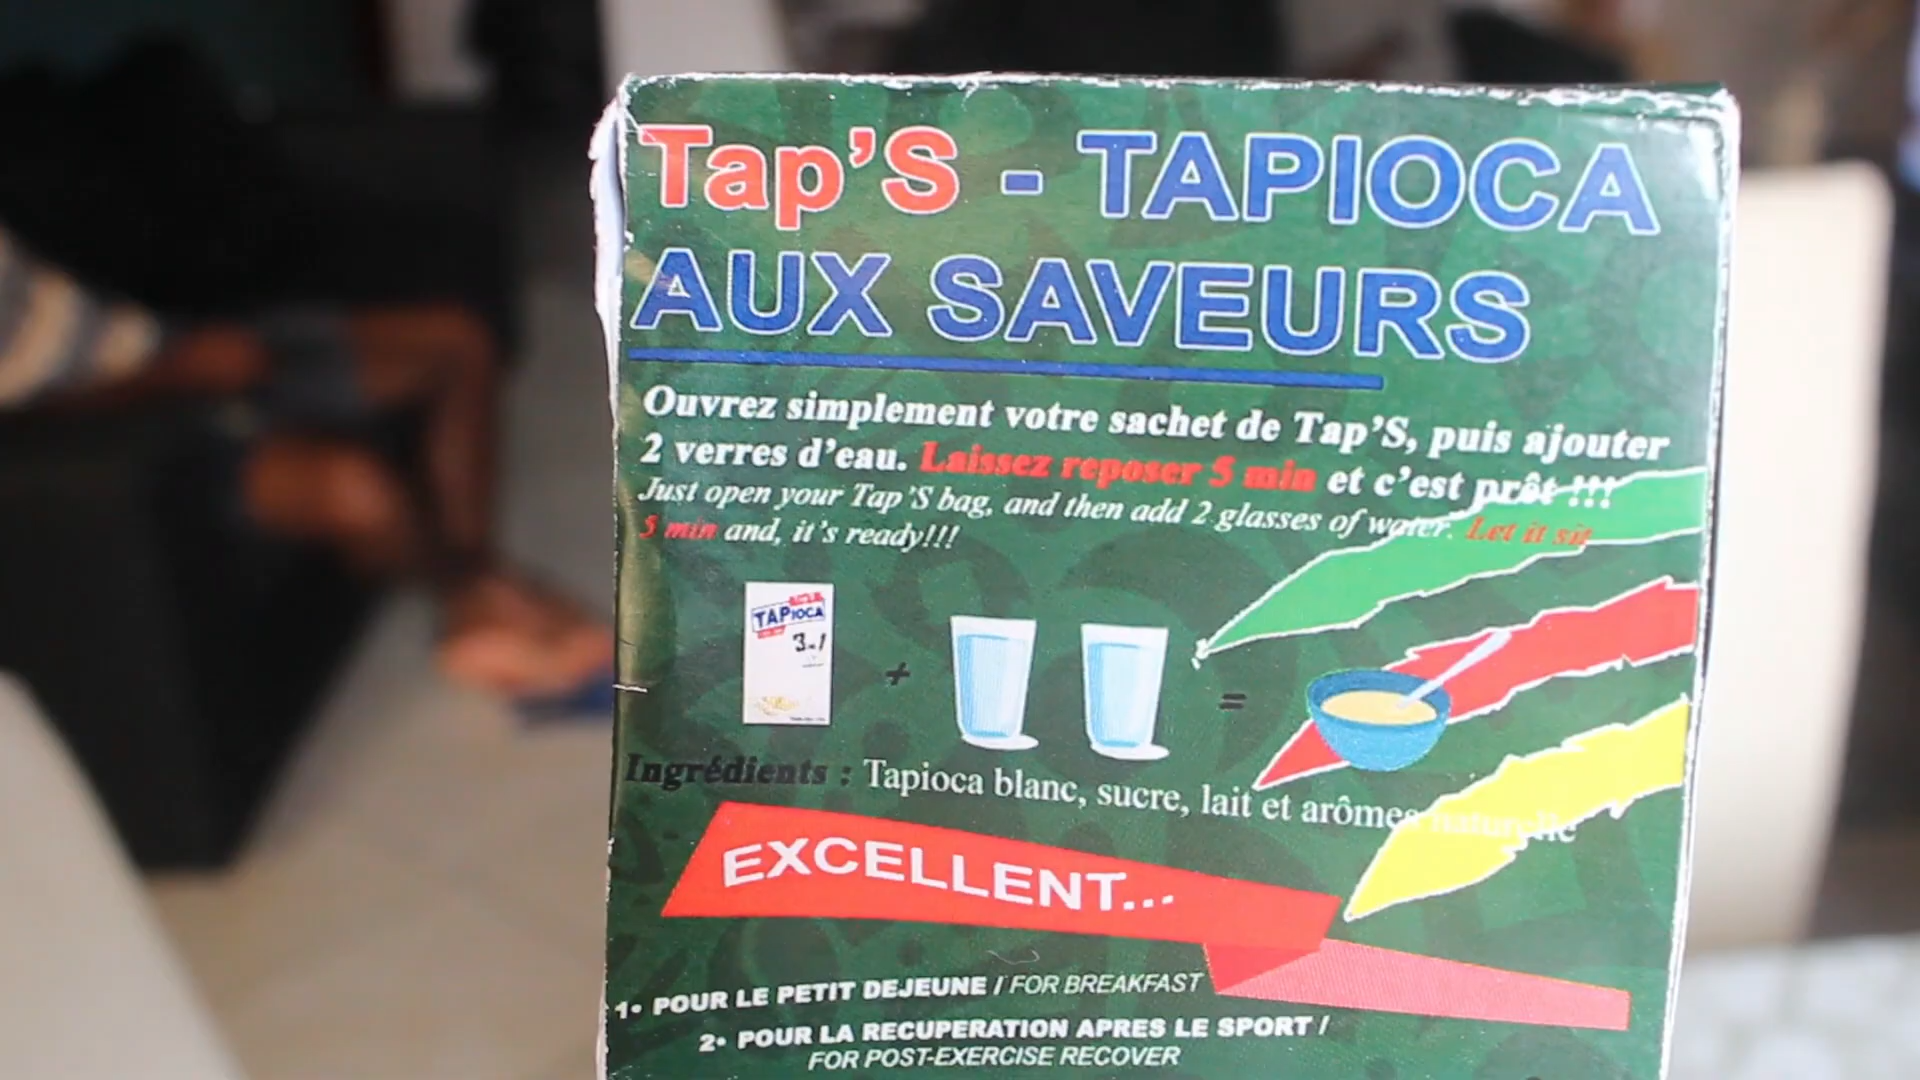 Tap'S - TAPIOCA
AUX SAVEURS
Ouvrez simplement votre sachet de Tap'S, puis ajouter
2 verres d'eau. Laissez reposer 5 min et c'est prêt !!!
Just open your Tap'S bag, and then add 2 glasses of water. Let it sit
5 min and, it's ready!!!
TAPIOCA
3 en 1
+
=
Ingrédients : Tapioca blanc, sucre, lait et arômes naturelle
EXCELLENT...
1• POUR LE PETIT DEJEUNE / FOR BREAKFAST
2• POUR LA RECUPERATION APRES LE SPORT /
FOR POST-EXERCISE RECOVER